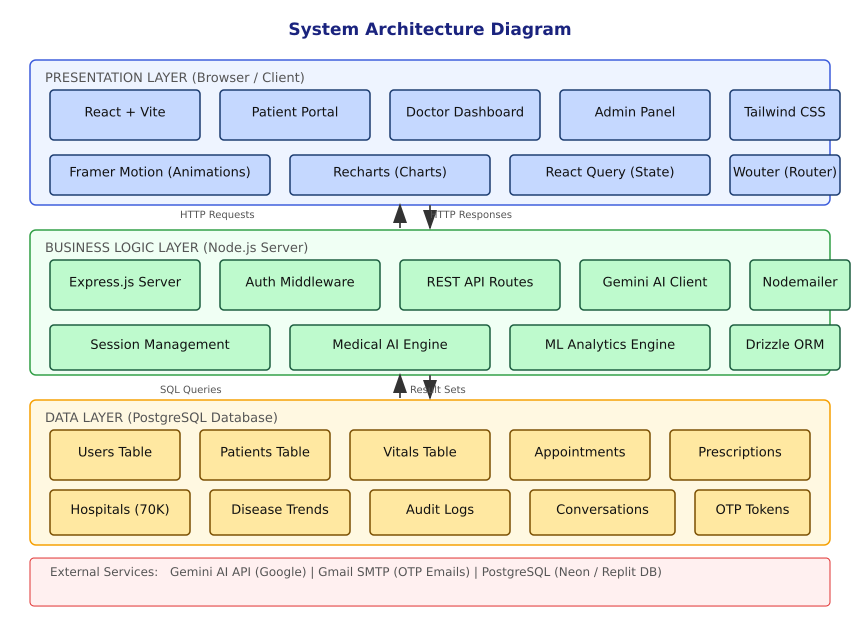 System Architecture Diagram
PRESENTATION LAYER (Browser / Client)
React + Vite
Patient Portal
Doctor Dashboard
Admin Panel
Tailwind CSS
Framer Motion (Animations)
Recharts (Charts)
React Query (State)
Wouter (Router)
HTTP Requests
HTTP Responses
BUSINESS LOGIC LAYER (Node.js Server)
Express.js Server
Auth Middleware
REST API Routes
Gemini AI Client
Nodemailer
Session Management
Medical AI Engine
ML Analytics Engine
Drizzle ORM
SQL Queries
Result Sets
DATA LAYER (PostgreSQL Database)
Users Table
Patients Table
Vitals Table
Appointments
Prescriptions
Hospitals (70K)
Disease Trends
Audit Logs
Conversations
OTP Tokens
External Services: Gemini AI API (Google) | Gmail SMTP (OTP Emails) | PostgreSQL (Neon / Replit DB)